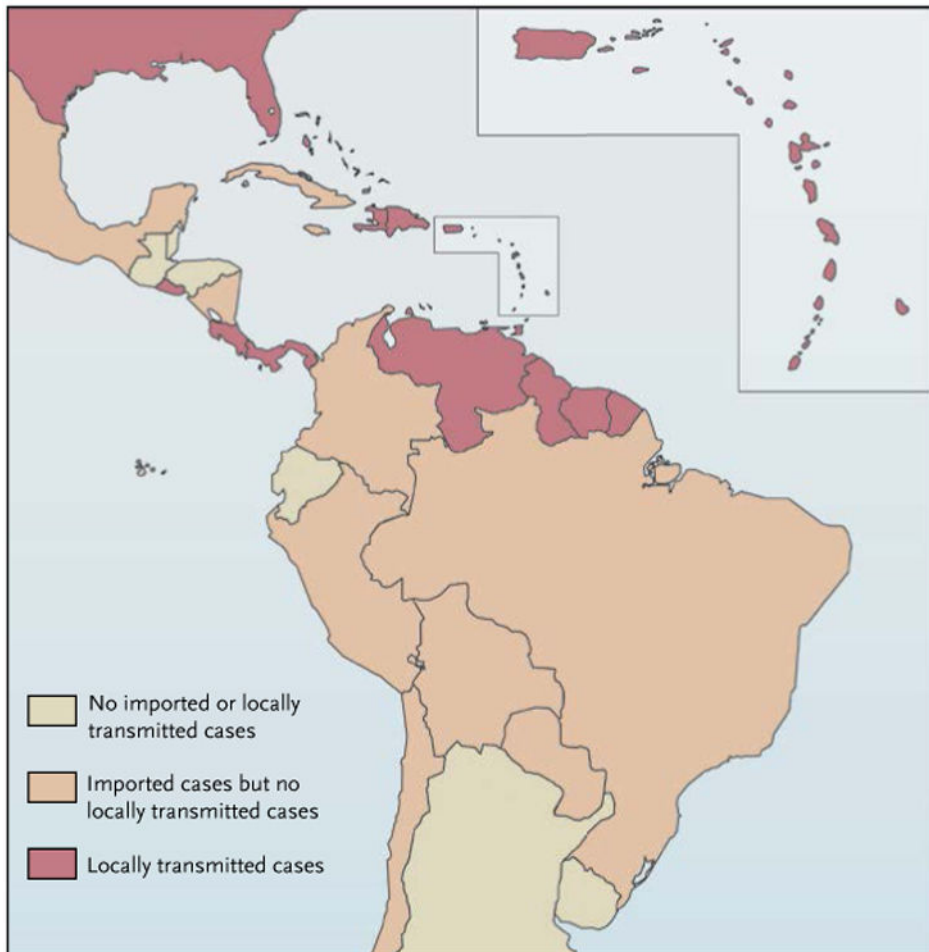 No imported or locally
transmitted cases
Imported cases but no
locally transmitted cases
Locally transmitted cases